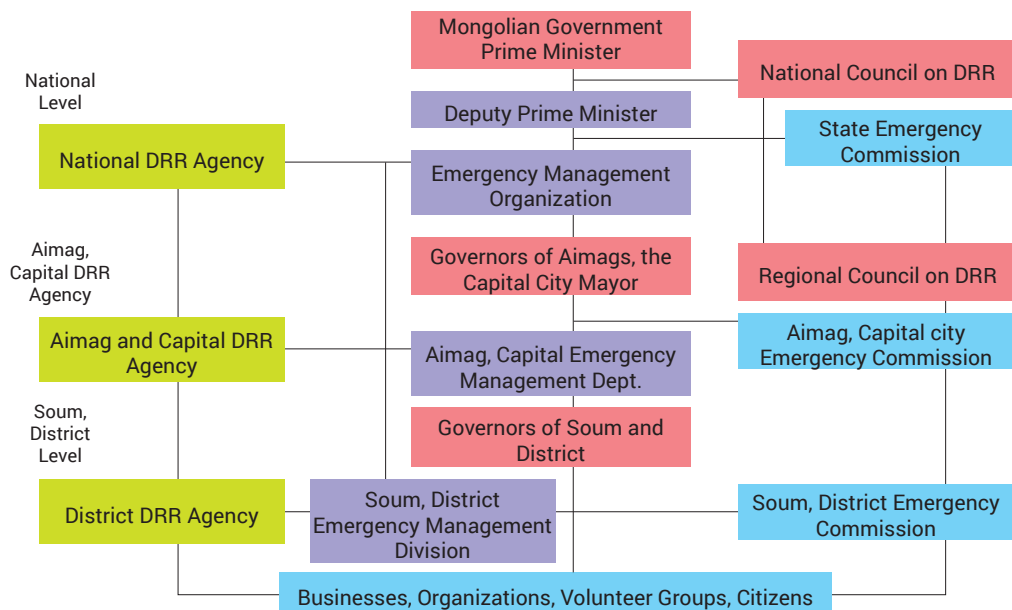 Mongolian Government
Prime Minister
National Council on DRR
National
Level
Deputy Prime Minister
State Emergency
Commission
National DRR Agency
Emergency Management
Organization
Aimag,
Capital DRR
Agency
Governors of Aimags, the
Capital City Mayor
Regional Council on DRR
Aimag and Capital DRR
Agency
Aimag, Capital Emergency
Management Dept.
Aimag, Capital city
Emergency Commission
Soum,
District
Level
Governors of Soum and
District
District DRR Agency
Soum, District
Emergency Management
Division
Soum, District Emergency
Commission
Businesses, Organizations, Volunteer Groups, Citizens